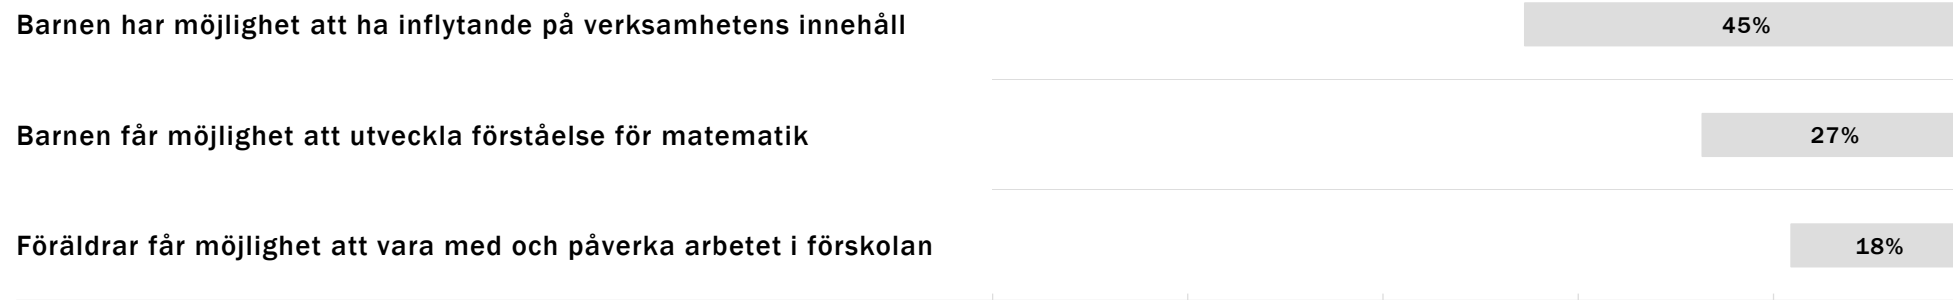 Barnen har möjlighet att ha inflytande på verksamhetens innehåll 45%
Barnen får möjlighet att utveckla förståelse för matematik 27%
Föräldrar får möjlighet att vara med och påverka arbetet i förskolan 18%